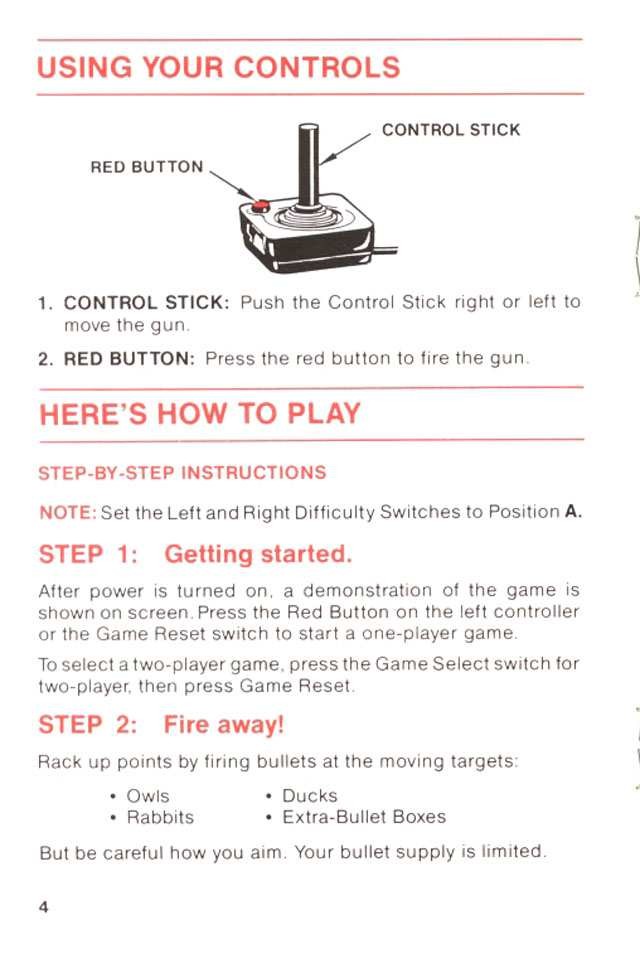 USING YOUR CONTROLS
CONTROL STICK
RED BUTTON
1. CONTROL STICK: Push the Control Stick right or left to
move the gun.
2. RED BUTTON: Press the red button to fire the gun.
HERE'S HOW TO PLAY
STEP-BY-STEP INSTRUCTIONS
NOTE: Set the Left and Right Difficulty Switches to Position A.
STEP 1: Getting started.
After power is turned on, a demonstration of the game is
shown on screen. Press the Red Button on the left controller
or the Game Reset switch to start a one-player game.
To select a two-player game, press the Game Select switch for
two-player, then press Game Reset.
STEP 2: Fire away!
Rack up points by firing bullets at the moving targets:
• Owls • Ducks
• Rabbits • Extra-Bullet Boxes
But be careful how you aim. Your bullet supply is limited.
4